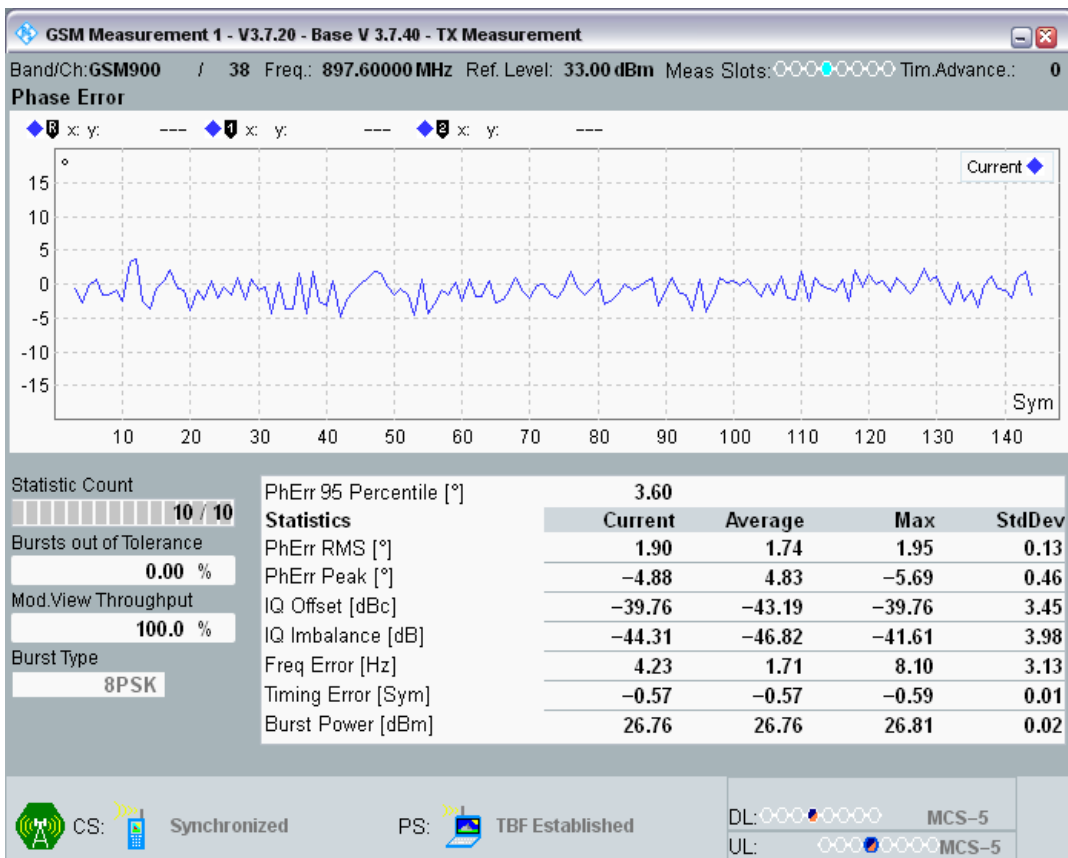 GSM Measurement 1 - V3.7.20 - Base V 3.7.40 - TX Measurement
Band/Ch:GSM900 / 38 Freq.: 897.60000 MHz Ref. Level: 33.00 dBm Meas Slots: Tim.Advance.: 0
Phase Error
R x: y: --- 1 x: y: --- 2 x: y: ---
°
Current
15
10
5
0
-5
-10
-15
Sym
10 20 30 40 50 60 70 80 90 100 110 120 130 140
Statistic Count
10 / 10
Bursts out of Tolerance
0.00 %
Mod.View Throughput
100.0 %
Burst Type
8PSK
PhErr 95 Percentile [°] 3.60
Statistics Current Average Max StdDev
PhErr RMS [°] 1.90 1.74 1.95 0.13
PhErr Peak [°] −4.88 4.83 −5.69 0.46
IQ Offset [dBc] −39.76 −43.19 −39.76 3.45
IQ Imbalance [dB] −44.31 −46.82 −41.61 3.98
Freq Error [Hz] 4.23 1.71 8.10 3.13
Timing Error [Sym] −0.57 −0.57 −0.59 0.01
Burst Power [dBm] 26.76 26.76 26.81 0.02
CS: Synchronized PS: TBF Established
DL: MCS−5
UL: MCS−5